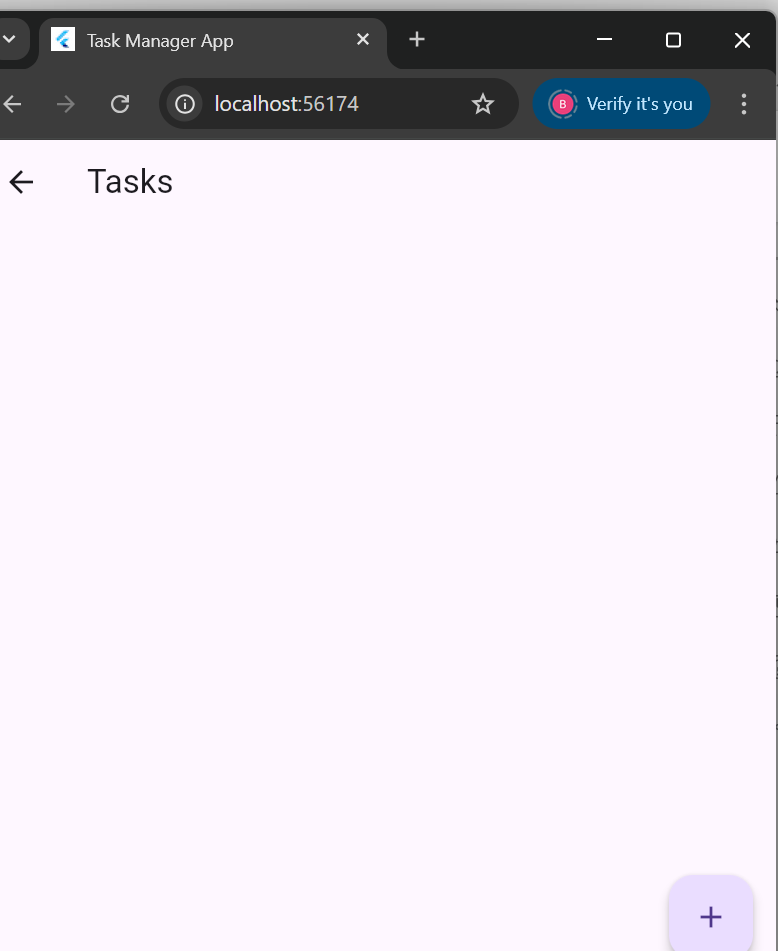 Task Manager App
localhost:56174
B
Verify it's you
Tasks